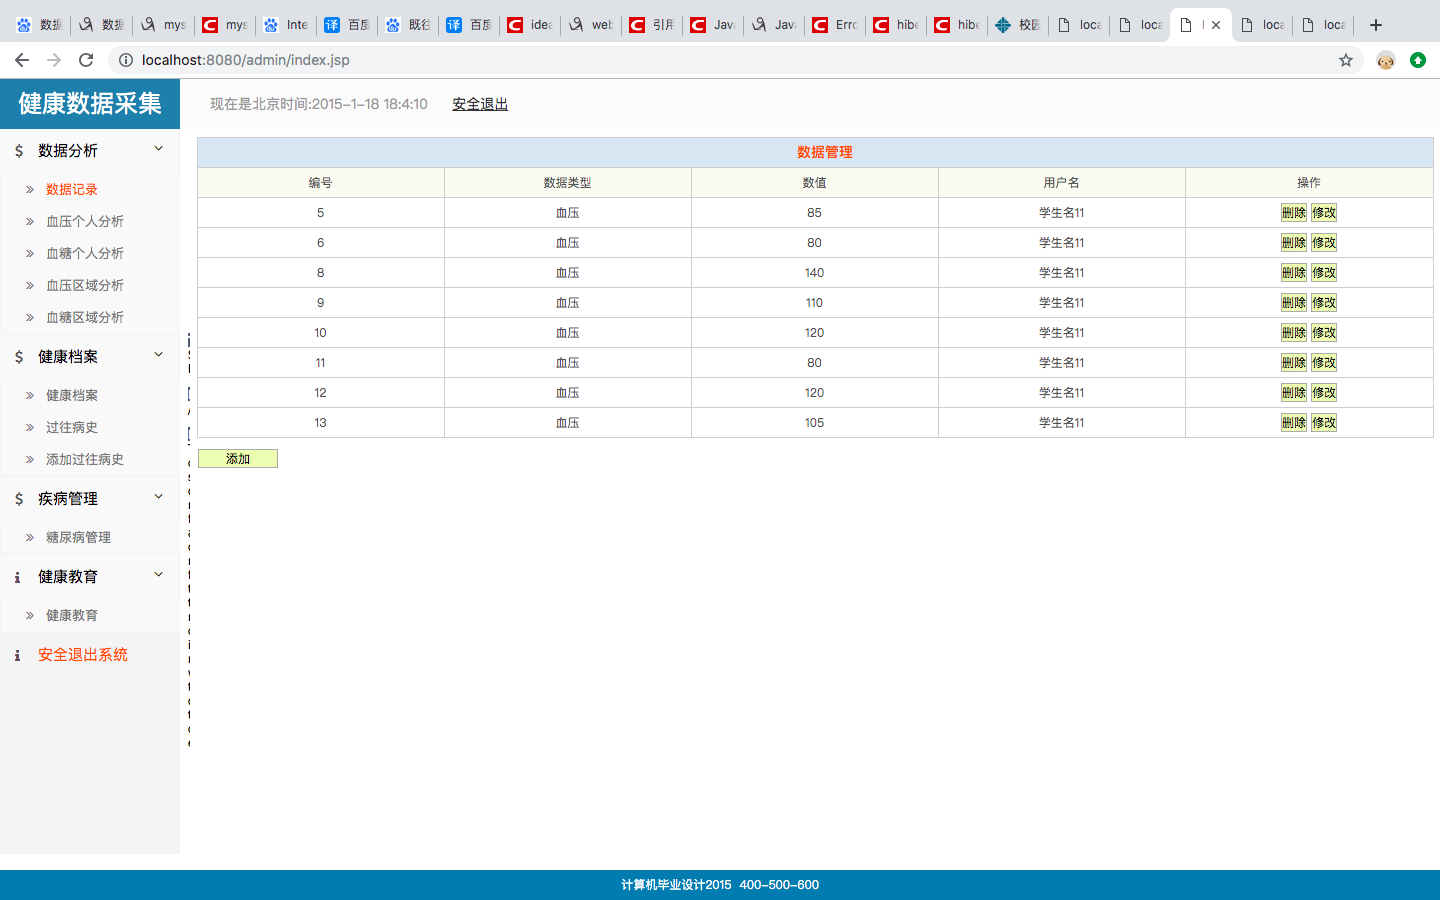 数据
数据
mys
mys
Inte
百度
既往
百度
idea
web
引用
Java
Java
Erro
hibe
hibe
校园
loca
loca
loca
loca
localhost:8080/admin/index.jsp
健康数据采集
现在是北京时间:2015-1-18 18:4:10 安全退出
数据分析
数据记录
血压个人分析
血糖个人分析
血压区域分析
血糖区域分析
健康档案
健康档案
过往病史
添加过往病史
疾病管理
糖尿病管理
健康教育
健康教育
安全退出系统
数据管理
编号 数据类型 数值 用户名 操作
5 血压 85 学生名11 删除 修改
6 血压 80 学生名11 删除 修改
8 血压 140 学生名11 删除 修改
9 血压 110 学生名11 删除 修改
10 血压 120 学生名11 删除 修改
11 血压 80 学生名11 删除 修改
12 血压 120 学生名11 删除 修改
13 血压 105 学生名11 删除 修改
添加
计算机毕业设计2015 400-500-600